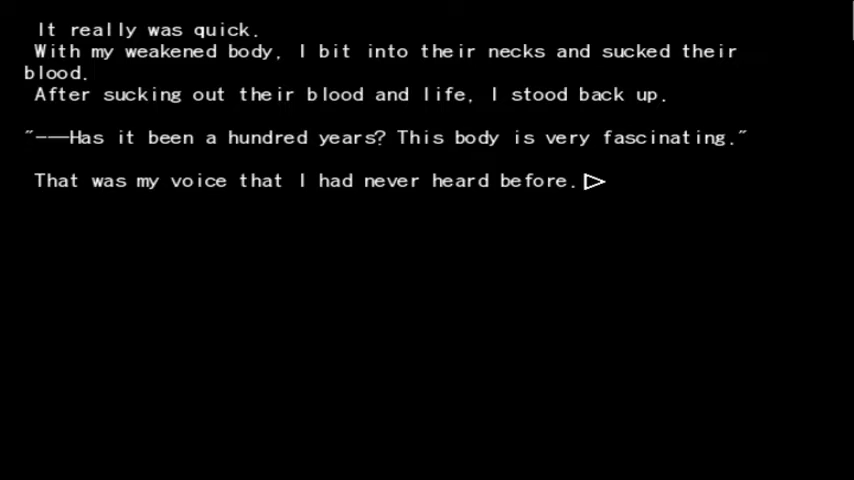 It really was quick.
With my weakened body, I bit into their necks and sucked their
blood.
After sucking out their blood and life, I stood back up.
"———Has it been a hundred years? This body is very fascinating."
That was my voice that I had never heard before.